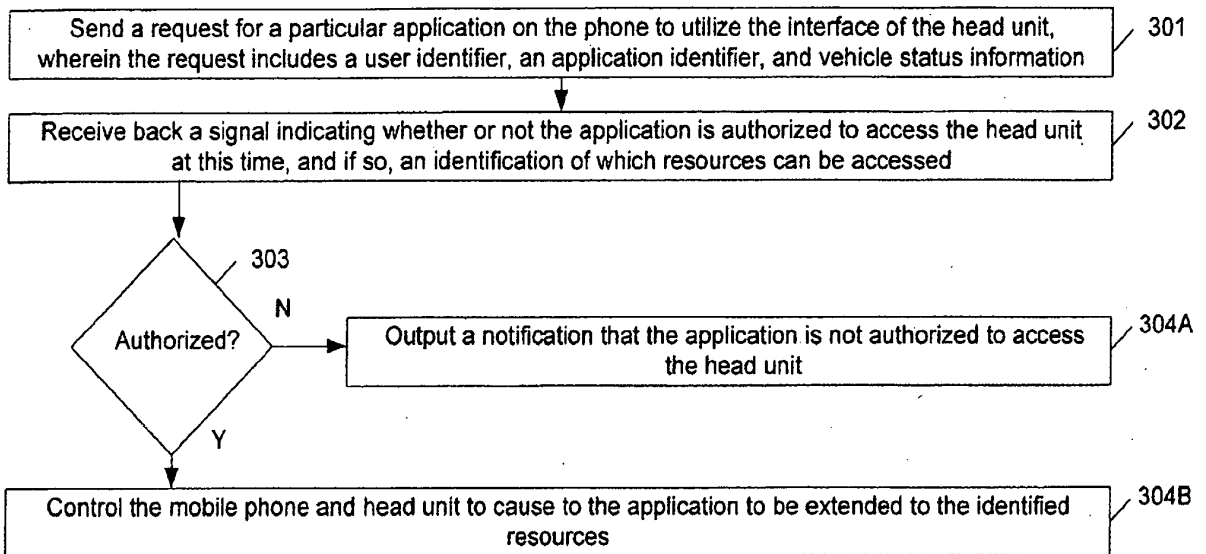 Send a request for a particular application on the phone to utilize the interface of the head unit,
wherein the request includes a user identifier, an application identifier, and vehicle status information
301
Receive back a signal indicating whether or not the application is authorized to access the head unit
at this time, and if so, an identification of which resources can be accessed
302
303
Authorized?
N
Output a notification that the application is not authorized to access
the head unit
304A
Y
Control the mobile phone and head unit to cause to the application to be extended to the identified
resources
304B